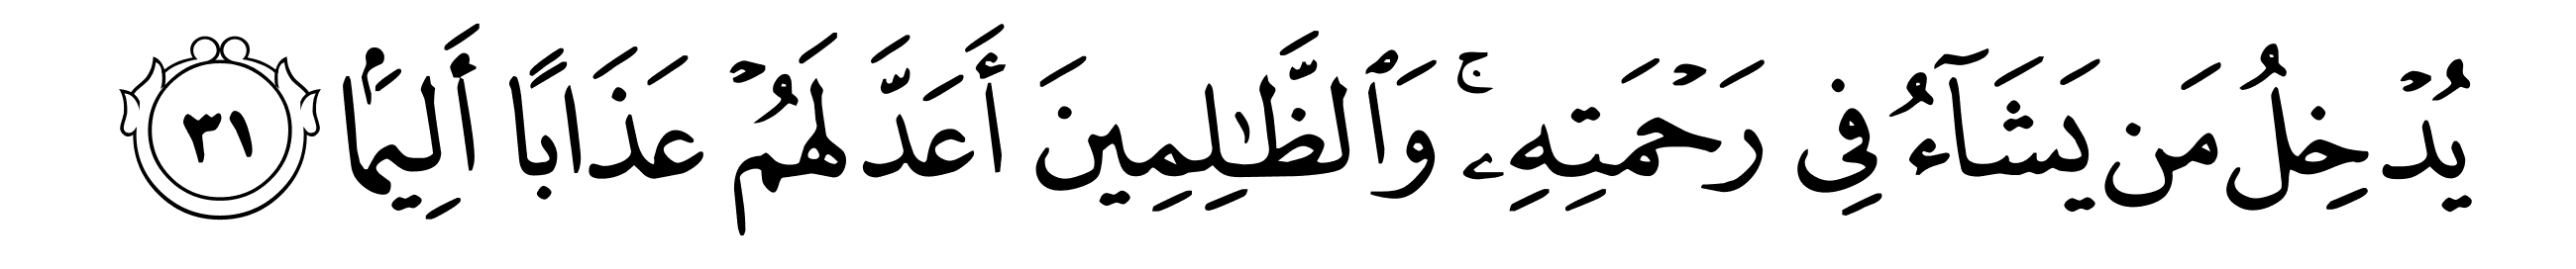 يُدْخِلُ مَن يَشَآءُ فِى رَحْمَتِهِۦ ۚ وَٱلظَّـٰلِمِينَ أَعَدَّ لَهُمْ عَذَابًا أَلِيمًۢا ٣١